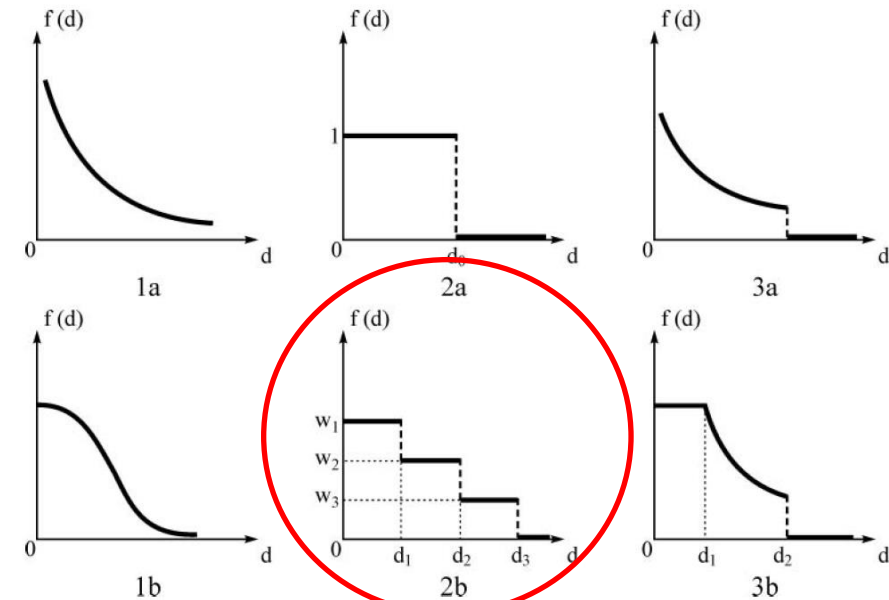 f (d)
0
d
1a
f (d)
1
0
d₀
d
2a
f (d)
0
d
3a
f (d)
0
d
1b
f (d)
w₁
w₂
w₃
0
d₁
d₂
d₃
d
2b
f (d)
0
d₁
d₂
d
3b